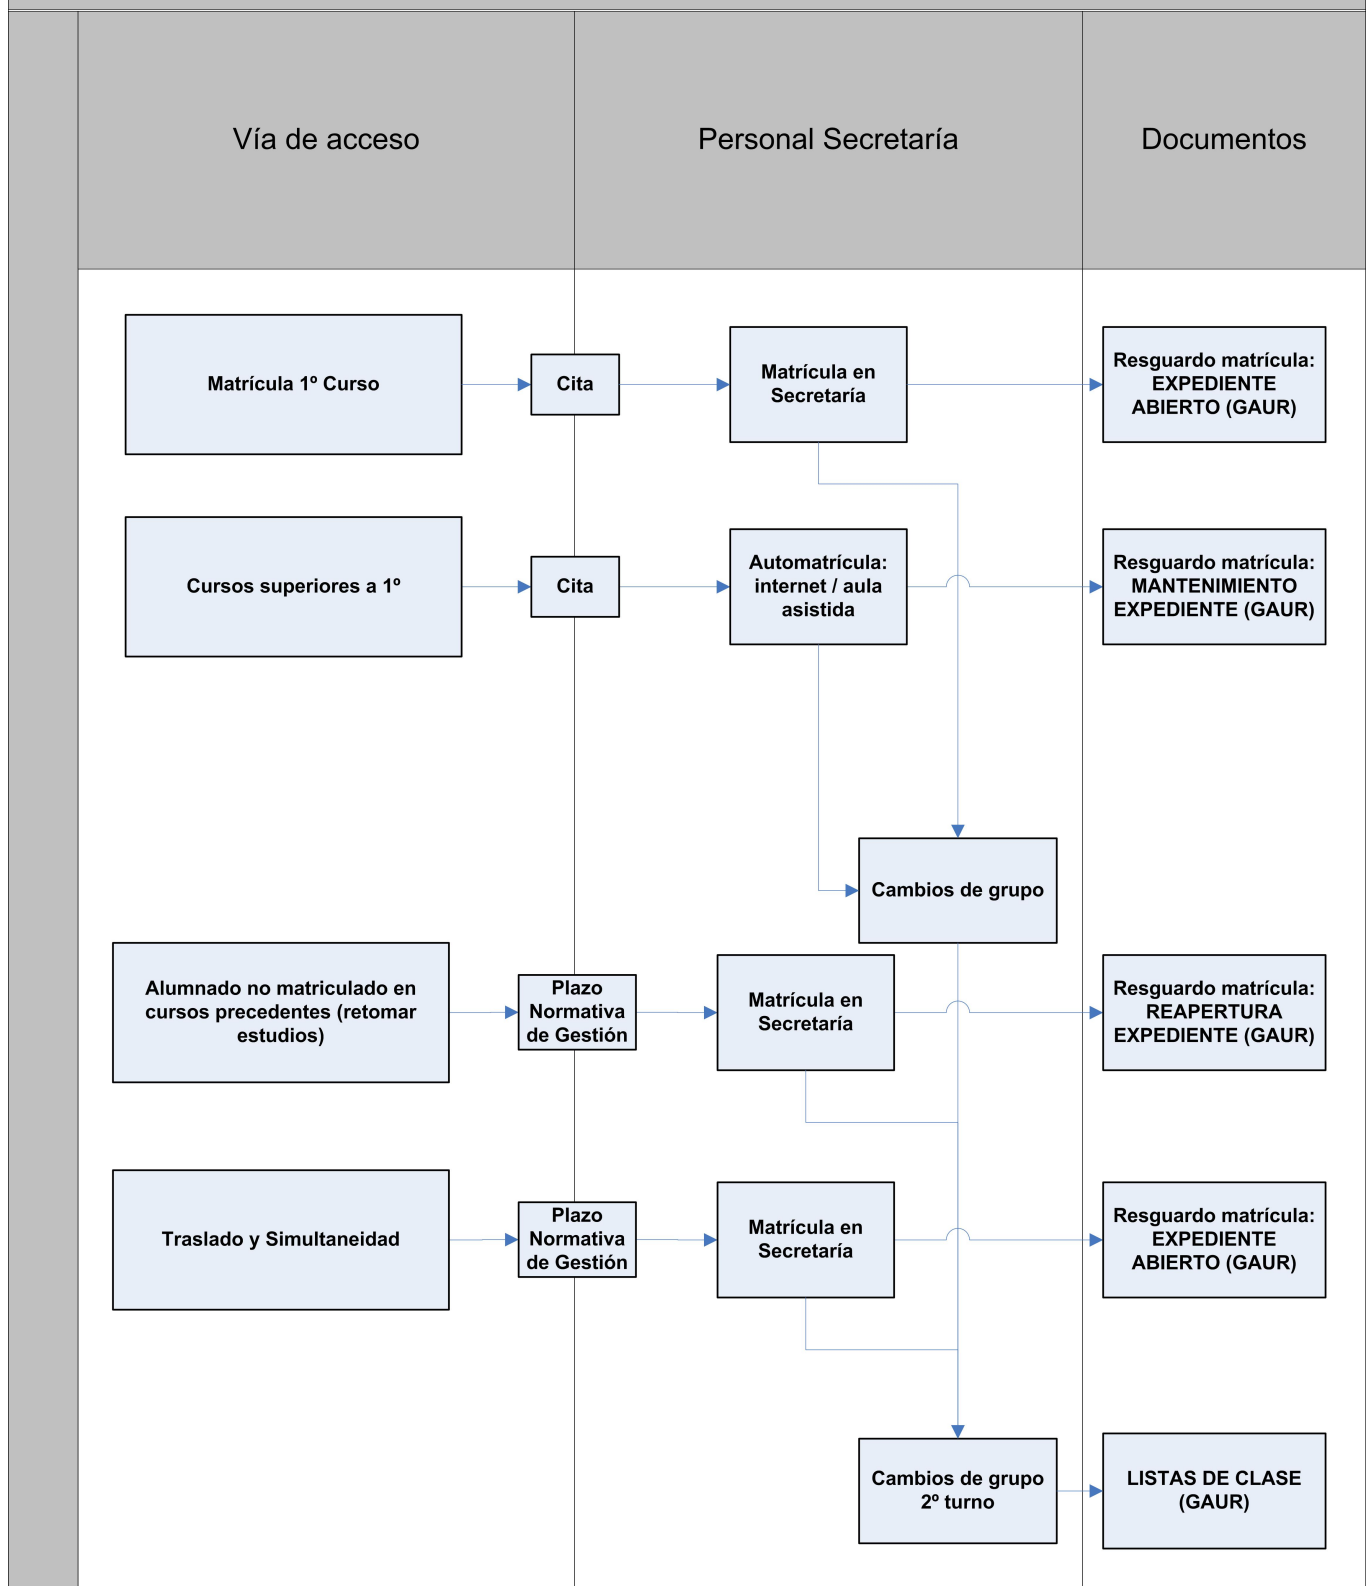 Vía de acceso
Personal Secretaría
Documentos
Matrícula 1º Curso
Cita
Matrícula en
Secretaría
Resguardo matrícula:
EXPEDIENTE
ABIERTO (GAUR)
Cursos superiores a 1º
Cita
Automatrícula:
internet / aula
asistida
Resguardo matrícula:
MANTENIMIENTO
EXPEDIENTE (GAUR)
Cambios de grupo
Alumnado no matriculado en
cursos precedentes (retomar
estudios)
Plazo
Normativa
de Gestión
Matrícula en
Secretaría
Resguardo matrícula:
REAPERTURA
EXPEDIENTE (GAUR)
Traslado y Simultaneidad
Plazo
Normativa
de Gestión
Matrícula en
Secretaría
Resguardo matrícula:
EXPEDIENTE
ABIERTO (GAUR)
Cambios de grupo
2º turno
LISTAS DE CLASE
(GAUR)